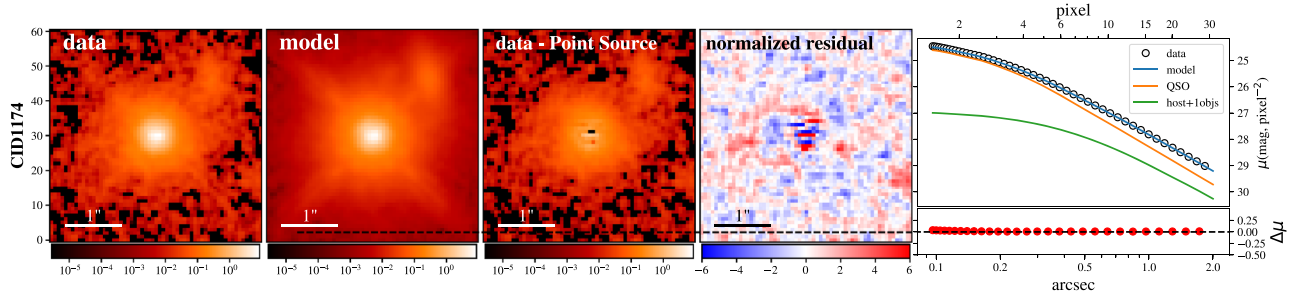 CID1174
60
50
40
30
20
10
0
data
1"
10⁻⁵ 10⁻⁴ 10⁻³ 10⁻² 10⁻¹ 10⁰
model
1"
10⁻⁵ 10⁻⁴ 10⁻³ 10⁻² 10⁻¹ 10⁰
data - Point Source
1"
10⁻⁵ 10⁻⁴ 10⁻³ 10⁻² 10⁻¹ 10⁰
normalized residual
1"
−6 −4 −2 0 2 4 6
pixel
2 4 6 10 15 20 30
data
model
QSO
host+1objs
25
26
27
28
29
30
μ(mag, pixel⁻²)
0.25
0.00
−0.25
−0.50
Δμ
0.1 0.2 0.5 1.0 2.0
arcsec